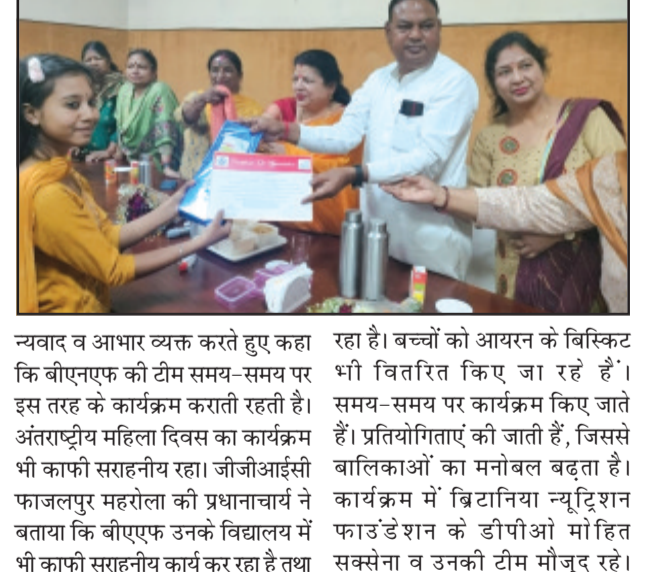 न्यवाद व आभार व्यक्त करते हुए कहा
कि बीएनएफ की टीम समय-समय पर
इस तरह के कार्यक्रम कराती रहती है।
अंतराष्ट्रीय महिला दिवस का कार्यक्रम
भी काफी सराहनीय रहा। जीजीआईसी
फाजलपुर महरोला की प्रधानाचार्य ने
बताया कि बीएएफ उनके विद्यालय में
भी काफी सराहनीय कार्य कर रहा है तथा
रहा है। बच्चों को आयरन के बिस्किट
भी वितरित किए जा रहे हैं।
समय-समय पर कार्यक्रम किए जाते
हैं। प्रतियोगिताएं की जाती हैं, जिससे
बालिकाओं का मनोबल बढ़ता है।
कार्यक्रम में ब्रिटानिया न्यूट्रिशन
फाउंडेशन के डीपीओ मोहित
सक्सेना व उनकी टीम मौजूद रहे।